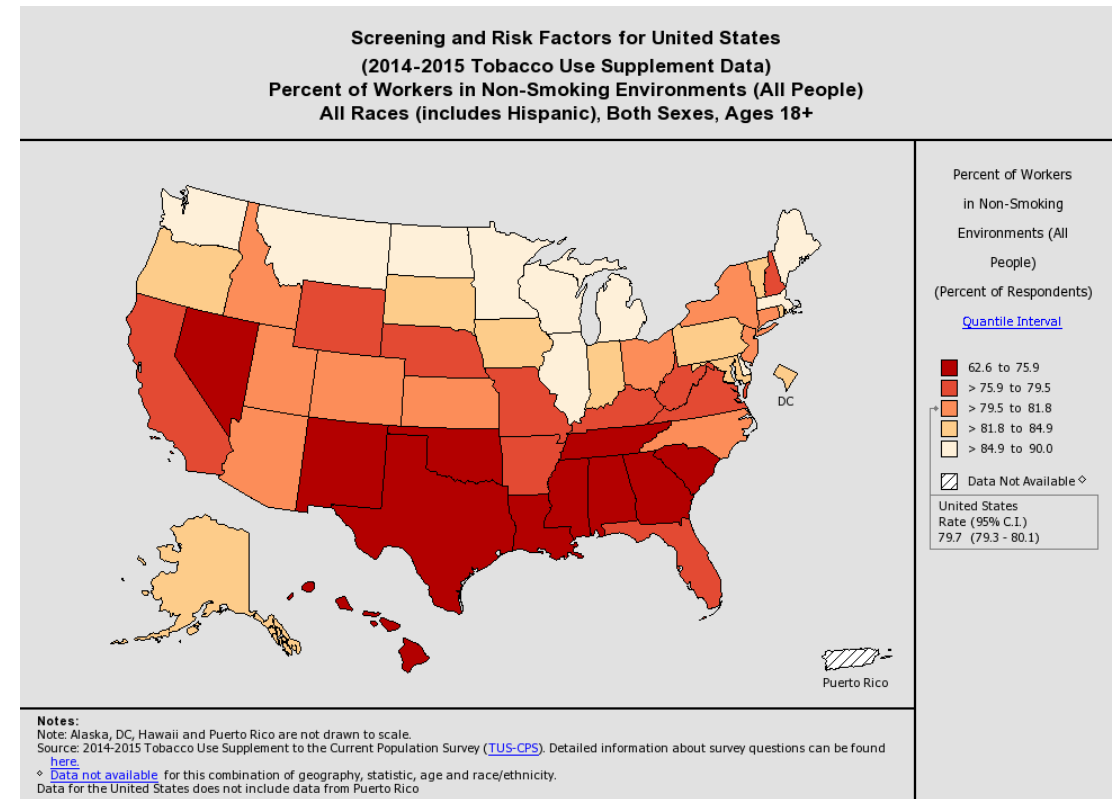 Screening and Risk Factors for United States
(2014-2015 Tobacco Use Supplement Data)
Percent of Workers in Non-Smoking Environments (All People)
All Races (includes Hispanic), Both Sexes, Ages 18+
DC
Puerto Rico
Percent of Workers
in Non-Smoking
Environments (All
People)
(Percent of Respondents)
Quantile Interval
62.6 to 75.9
> 75.9 to 79.5
> 79.5 to 81.8
> 81.8 to 84.9
> 84.9 to 90.0
Data Not Available ◇
United States
Rate (95% C.I.)
79.7 (79.3 - 80.1)
Notes:
Note: Alaska, DC, Hawaii and Puerto Rico are not drawn to scale.
Source: 2014-2015 Tobacco Use Supplement to the Current Population Survey (TUS-CPS). Detailed information about survey questions can be found
here.
◇ Data not available for this combination of geography, statistic, age and race/ethnicity.
Data for the United States does not include data from Puerto Rico